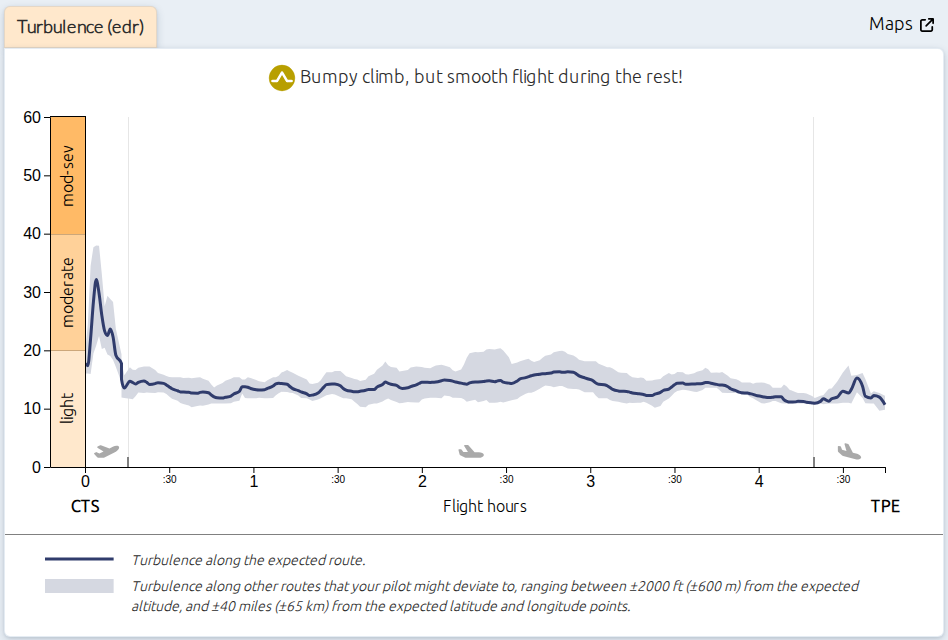 Turbulence (edr)
Maps
Bumpy climb, but smooth flight during the rest!
60
50
40
30
20
10
0
mod-sev
moderate
light
0 :30 1 :30 2 :30 3 :30 4 :30
CTS Flight hours TPE
Turbulence along the expected route.
Turbulence along other routes that your pilot might deviate to, ranging between ±2000 ft (±600 m) from the expected
altitude, and ±40 miles (±65 km) from the expected latitude and longitude points.